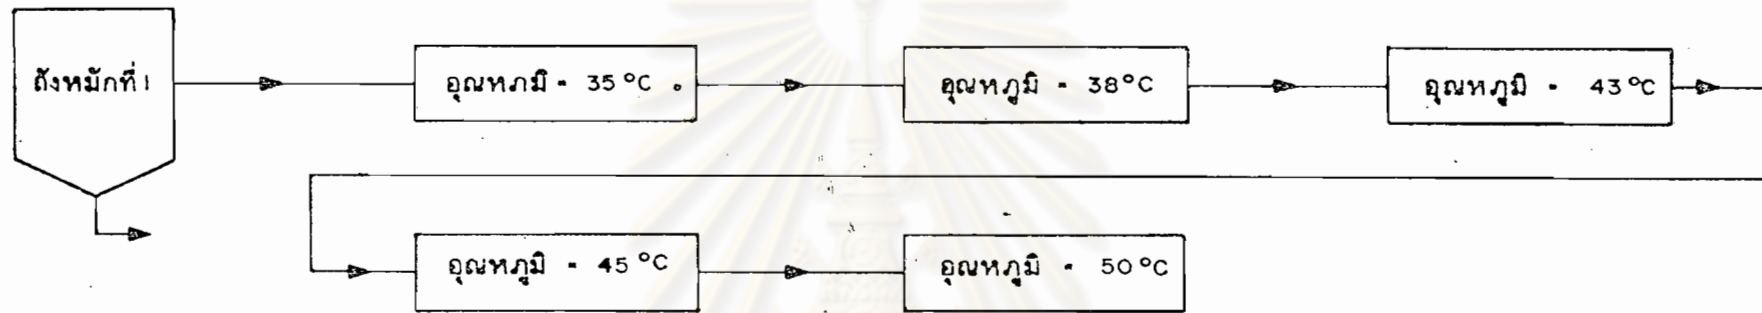 ถังหมักที่ 1
อุณหภมิ = 35 °C
อุณหภูมิ = 38°C
อุณหภูมิ = 43 °C
อุณหภูมิ = 45 °C
อุณหภูมิ = 50 °C